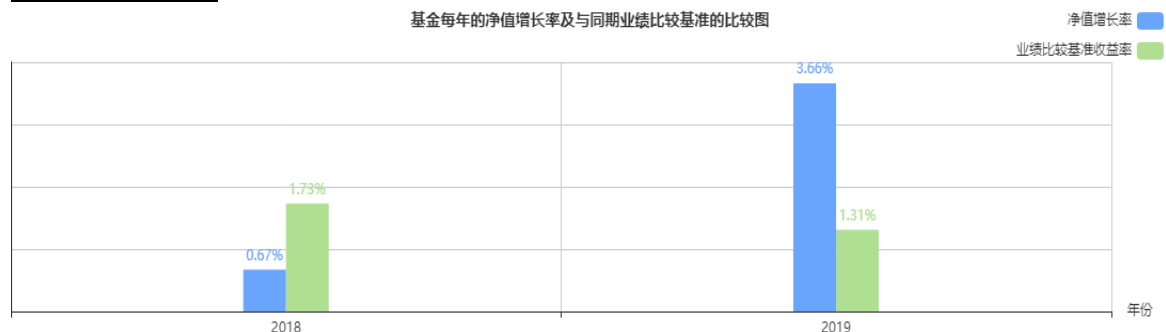 基金每年的净值增长率及与同期业绩比较基准的比较图
净值增长率
业绩比较基准收益率
3.66%
1.73%
1.31%
0.67%
年份
2018
2019